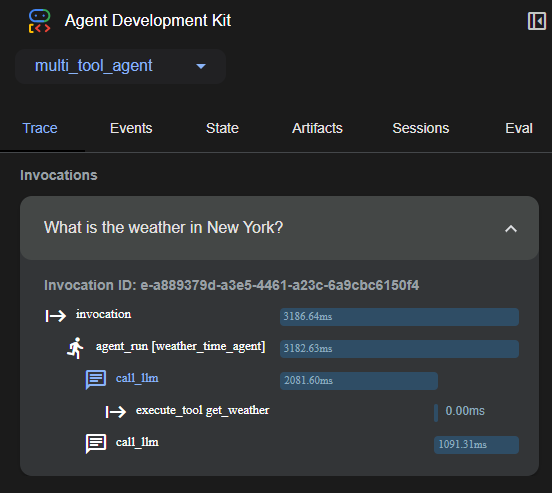 Agent Development Kit
multi_tool_agent
Trace Events State Artifacts Sessions Eval
Invocations
What is the weather in New York?
Invocation ID: e-a889379d-a3e5-4461-a23c-6a9cbc6150f4
invocation 3186.64ms
agent_run [weather_time_agent] 3182.63ms
call_llm 2081.60ms
execute_tool get_weather 0.00ms
call_llm 1091.31ms